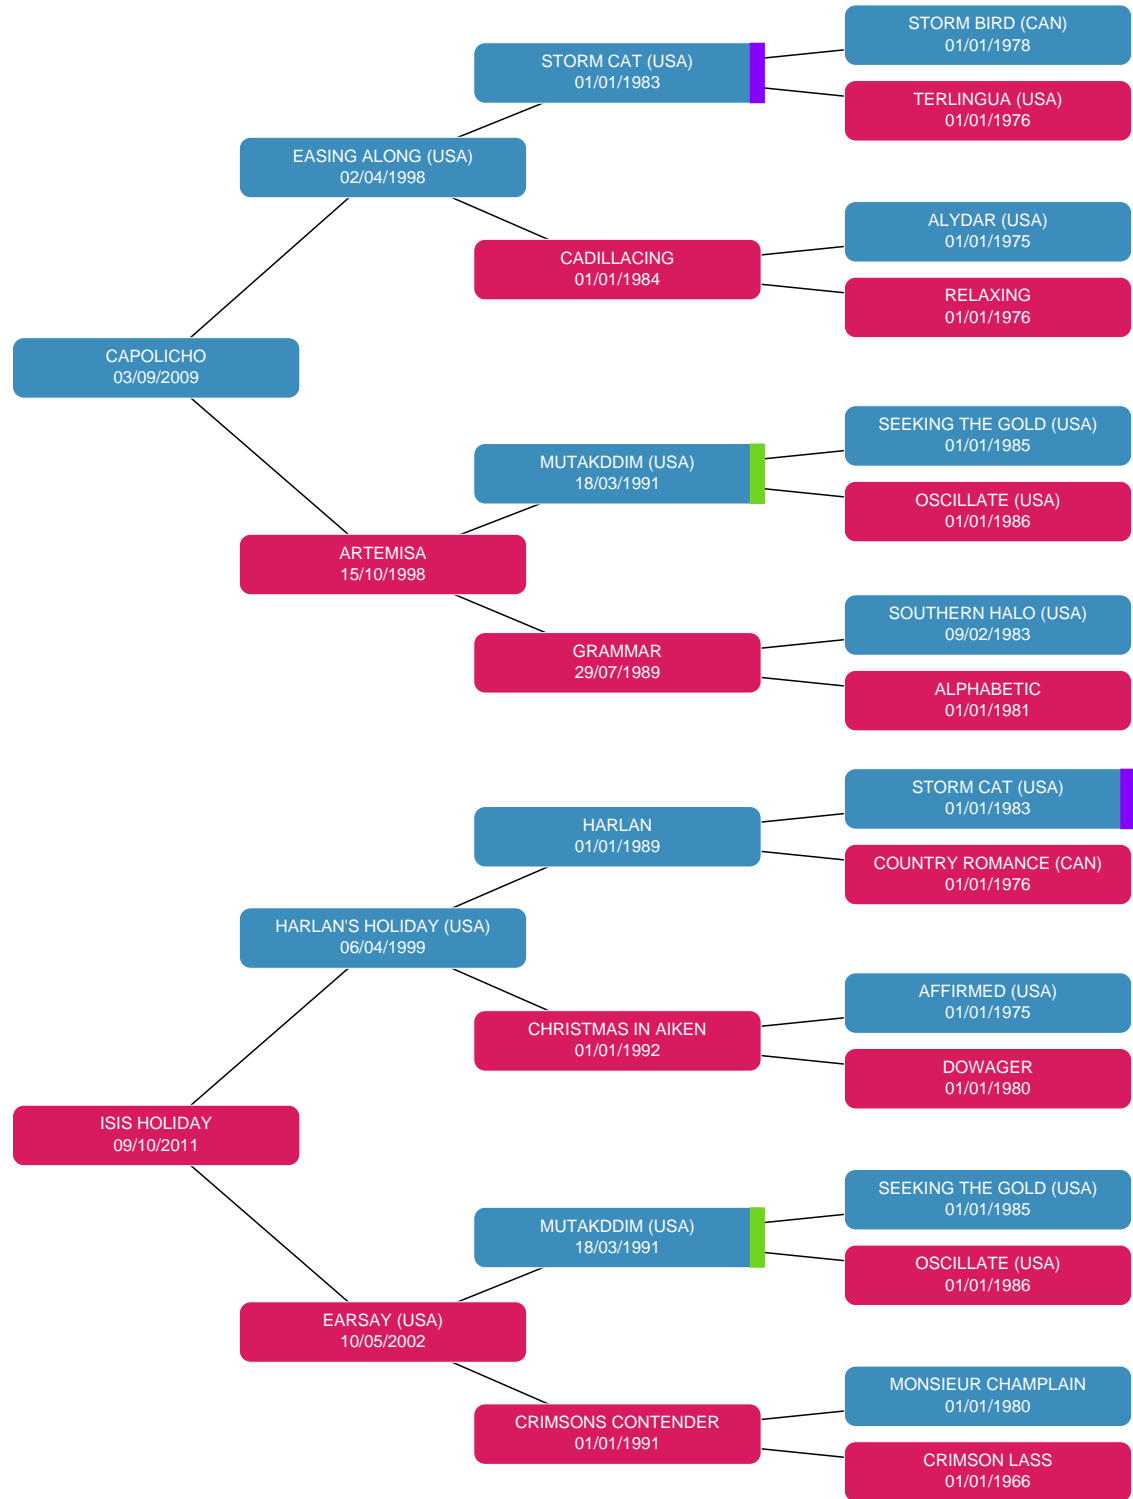 STORM BIRD (CAN)
01/01/1978
STORM CAT (USA)
01/01/1983
TERLINGUA (USA)
01/01/1976
EASING ALONG (USA)
02/04/1998
ALYDAR (USA)
01/01/1975
CADILLACING
01/01/1984
RELAXING
01/01/1976
CAPOLICHO
03/09/2009
SEEKING THE GOLD (USA)
01/01/1985
MUTAKDDIM (USA)
18/03/1991
OSCILLATE (USA)
01/01/1986
ARTEMISA
15/10/1998
SOUTHERN HALO (USA)
09/02/1983
GRAMMAR
29/07/1989
ALPHABETIC
01/01/1981
STORM CAT (USA)
01/01/1983
HARLAN
01/01/1989
COUNTRY ROMANCE (CAN)
01/01/1976
HARLAN'S HOLIDAY (USA)
06/04/1999
AFFIRMED (USA)
01/01/1975
CHRISTMAS IN AIKEN
01/01/1992
DOWAGER
01/01/1980
ISIS HOLIDAY
09/10/2011
SEEKING THE GOLD (USA)
01/01/1985
MUTAKDDIM (USA)
18/03/1991
OSCILLATE (USA)
01/01/1986
EARSAY (USA)
10/05/2002
MONSIEUR CHAMPLAIN
01/01/1980
CRIMSONS CONTENDER
01/01/1991
CRIMSON LASS
01/01/1966